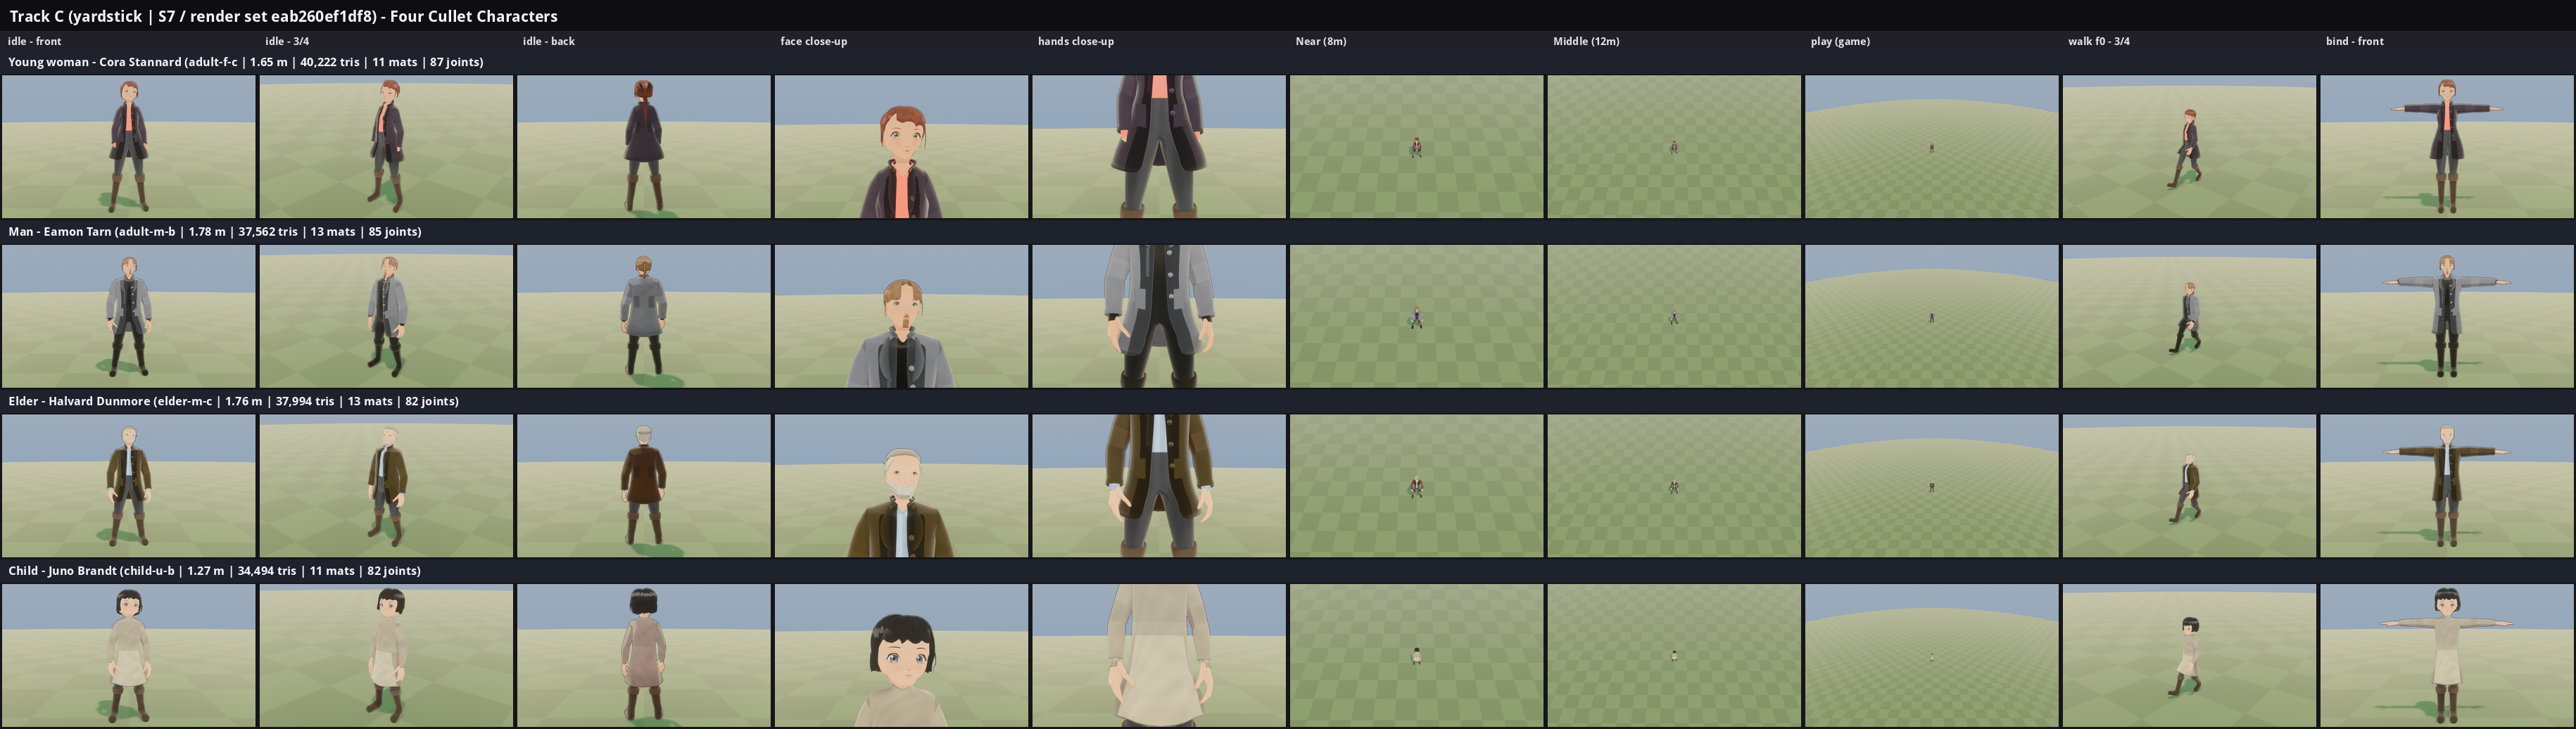 Track C (yardstick | S7 / render set eab260ef1df8) - Four Cullet Characters
idle - front idle - 3/4 idle - back face close-up hands close-up Near (8m) Middle (12m) play (game) walk f0 - 3/4 bind - front
Young woman - Cora Stannard (adult-f-c | 1.65 m | 40,222 tris | 11 mats | 87 joints)
Man - Eamon Tarn (adult-m-b | 1.78 m | 37,562 tris | 13 mats | 85 joints)
Elder - Halvard Dunmore (elder-m-c | 1.76 m | 37,994 tris | 13 mats | 82 joints)
Child - Juno Brandt (child-u-b | 1.27 m | 34,494 tris | 11 mats | 82 joints)